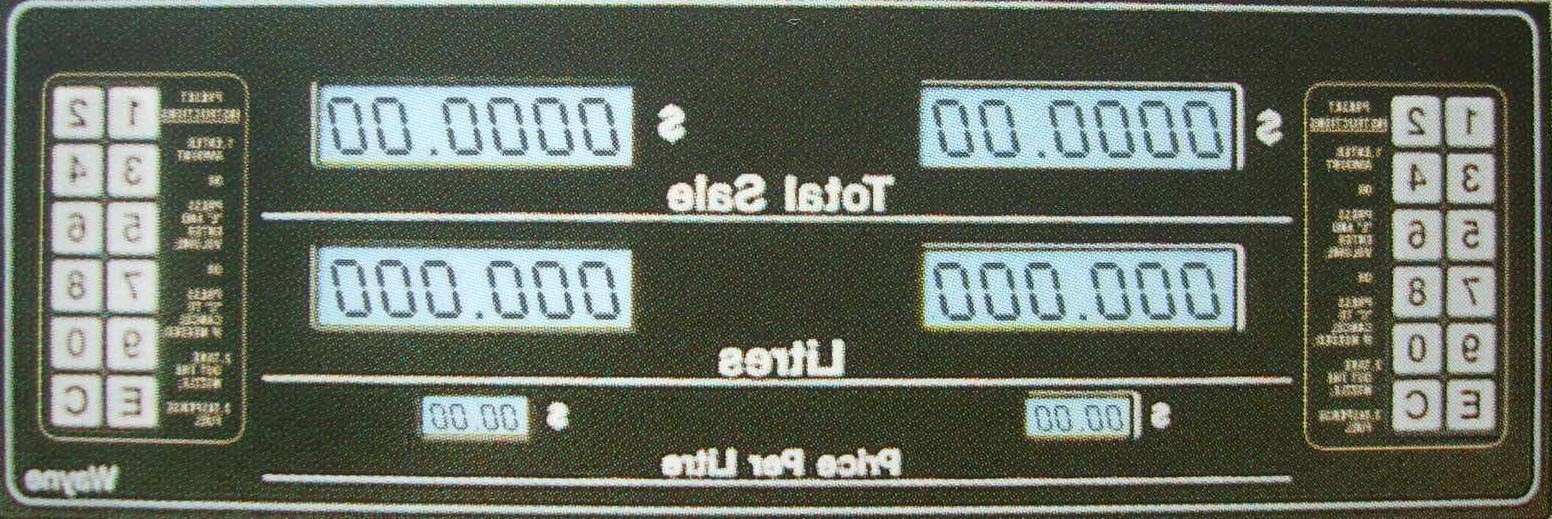 1 2
3 4
5 6
7 8
9 0
E C
PRESET
INSTRUCTIONS
1. ENTER
AMOUNT
OR
PRESS
AND
ENTER
VOLUME
OR
PRESS
"C" TO
CANCEL
IF NEEDED
OUT THE
NOZZLE
3. DISPENSE
FUEL
$ 0000.00 $ 0000.00
Total Sale
000.000 000.000
Litres
$ 00.00 $ 00.00
Price Per Litre
PRESET
INSTRUCTIONS
1. ENTER
AMOUNT
OR
PRESS
AND
ENTER
VOLUME
OR
PRESS
"C" TO
CANCEL
IF NEEDED
OUT THE
NOZZLE
3. DISPENSE
FUEL
1 2
3 4
5 6
7 8
9 0
E C
Wayne